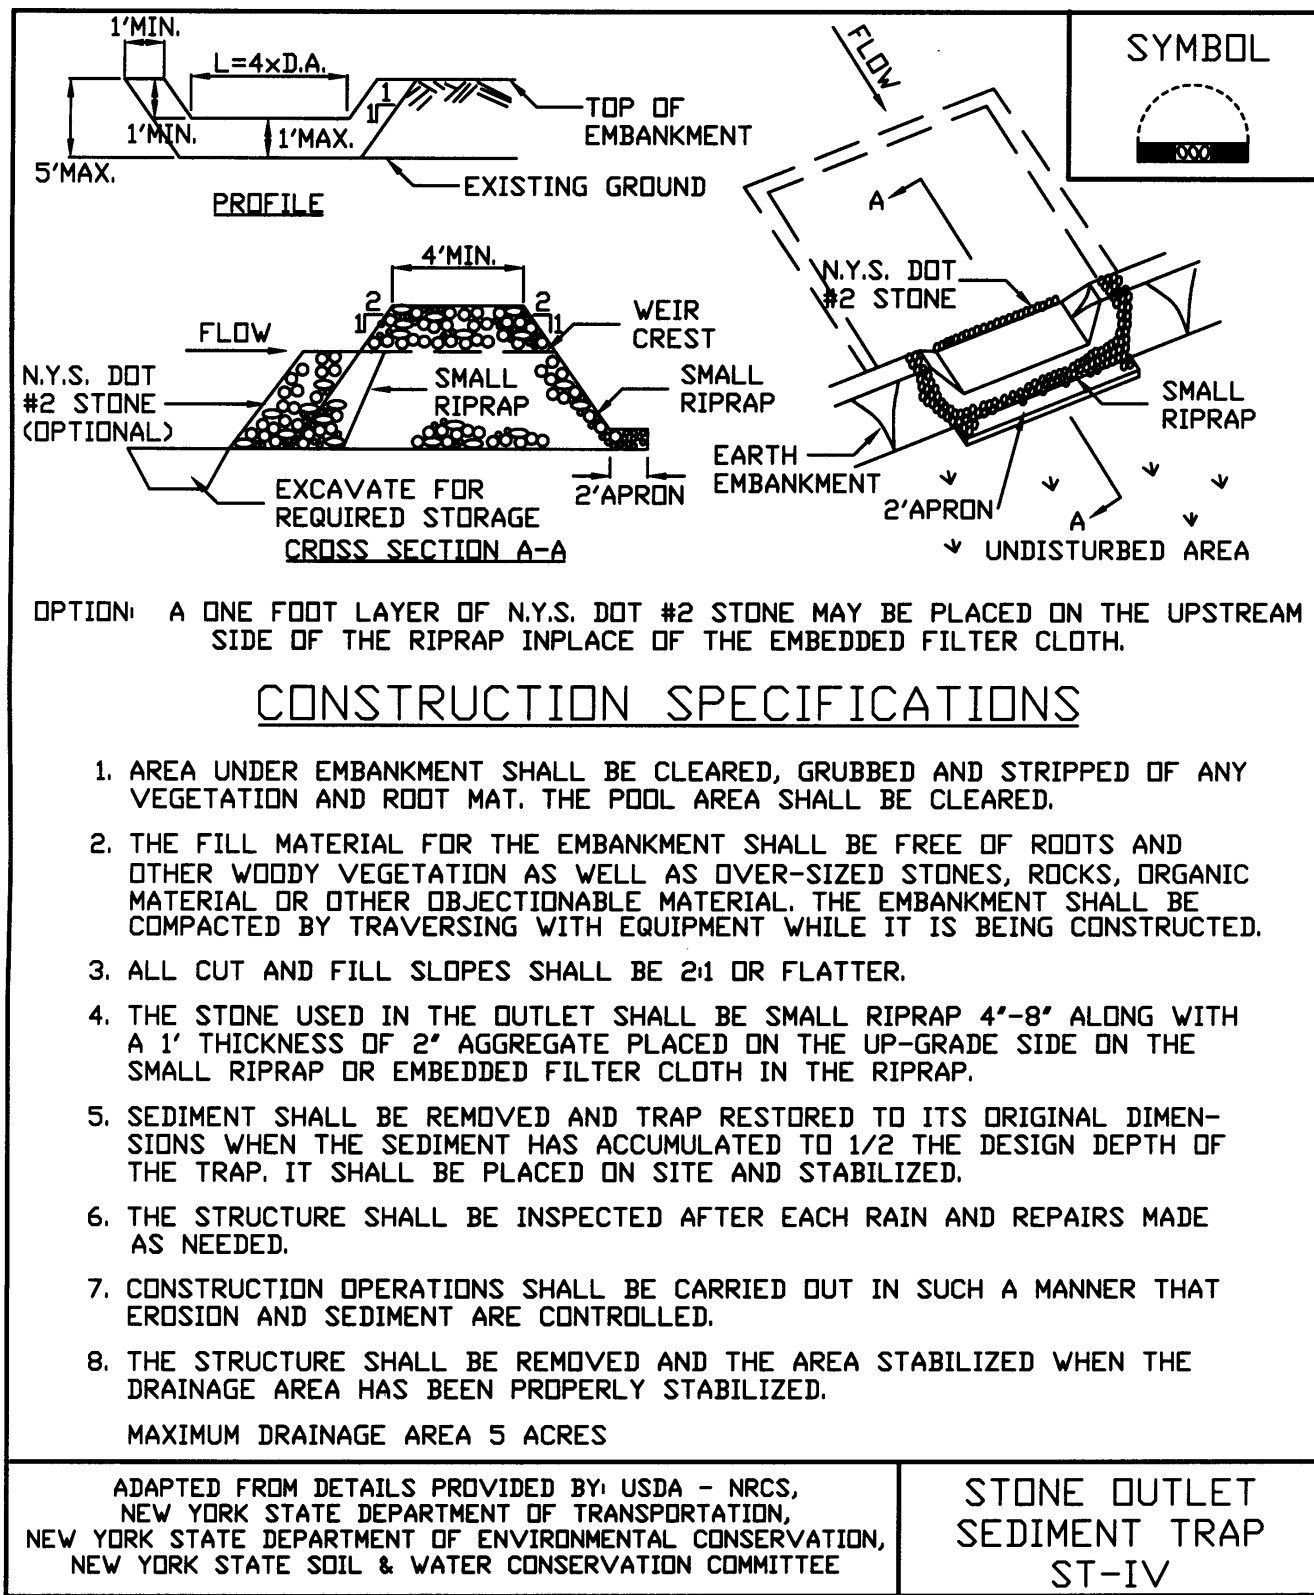 1'MIN.
L=4xD.A.
1
1
1'MIN.
1'MAX.
5'MAX.
TOP OF
EMBANKMENT
EXISTING GROUND
PROFILE
FLOW
SYMBOL
A
N.Y.S. DOT
#2 STONE
SMALL
RIPRAP
EARTH
EMBANKMENT
2'APRON
A
UNDISTURBED AREA
4'MIN.
2
1
2
1
FLOW
WEIR
CREST
N.Y.S. DOT
#2 STONE
(OPTIONAL)
SMALL
RIPRAP
SMALL
RIPRAP
EXCAVATE FOR
REQUIRED STORAGE
2'APRON
CROSS SECTION A-A
OPTION: A ONE FOOT LAYER OF N.Y.S. DOT #2 STONE MAY BE PLACED ON THE UPSTREAM
SIDE OF THE RIPRAP INPLACE OF THE EMBEDDED FILTER CLOTH.
CONSTRUCTION SPECIFICATIONS
1. AREA UNDER EMBANKMENT SHALL BE CLEARED, GRUBBED AND STRIPPED OF ANY
VEGETATION AND ROOT MAT. THE POOL AREA SHALL BE CLEARED.
2. THE FILL MATERIAL FOR THE EMBANKMENT SHALL BE FREE OF ROOTS AND
OTHER WOODY VEGETATION AS WELL AS OVER-SIZED STONES, ROCKS, ORGANIC
MATERIAL OR OTHER OBJECTIONABLE MATERIAL. THE EMBANKMENT SHALL BE
COMPACTED BY TRAVERSING WITH EQUIPMENT WHILE IT IS BEING CONSTRUCTED.
3. ALL CUT AND FILL SLOPES SHALL BE 2:1 OR FLATTER.
4. THE STONE USED IN THE OUTLET SHALL BE SMALL RIPRAP 4"-8" ALONG WITH
A 1' THICKNESS OF 2" AGGREGATE PLACED ON THE UP-GRADE SIDE ON THE
SMALL RIPRAP OR EMBEDDED FILTER CLOTH IN THE RIPRAP.
5. SEDIMENT SHALL BE REMOVED AND TRAP RESTORED TO ITS ORIGINAL DIMEN-
SIONS WHEN THE SEDIMENT HAS ACCUMULATED TO 1/2 THE DESIGN DEPTH OF
THE TRAP. IT SHALL BE PLACED ON SITE AND STABILIZED.
6. THE STRUCTURE SHALL BE INSPECTED AFTER EACH RAIN AND REPAIRS MADE
AS NEEDED.
7. CONSTRUCTION OPERATIONS SHALL BE CARRIED OUT IN SUCH A MANNER THAT
EROSION AND SEDIMENT ARE CONTROLLED.
8. THE STRUCTURE SHALL BE REMOVED AND THE AREA STABILIZED WHEN THE
DRAINAGE AREA HAS BEEN PROPERLY STABILIZED.
MAXIMUM DRAINAGE AREA 5 ACRES
ADAPTED FROM DETAILS PROVIDED BY: USDA - NRCS,
NEW YORK STATE DEPARTMENT OF TRANSPORTATION,
NEW YORK STATE DEPARTMENT OF ENVIRONMENTAL CONSERVATION,
NEW YORK STATE SOIL & WATER CONSERVATION COMMITTEE
STONE OUTLET
SEDIMENT TRAP
ST-IV